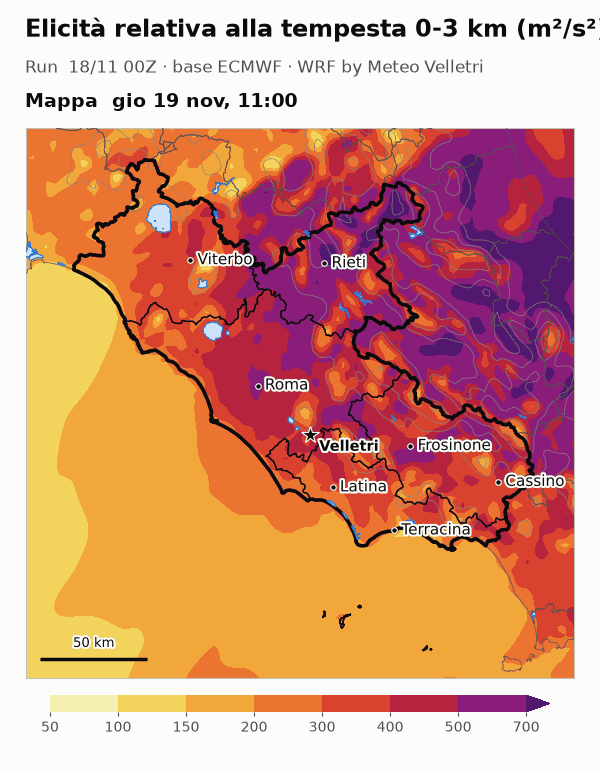 Elicità relativa alla tempesta 0-3 km (m²/s²)
Run  18/11 00Z · base ECMWF · WRF by Meteo Velletri
Mappa  gio 19 nov, 11:00
Viterbo
Rieti
Roma
Velletri
Frosinone
Cassino
Latina
Terracina
50 km
50 100 150 200 300 400 500 700